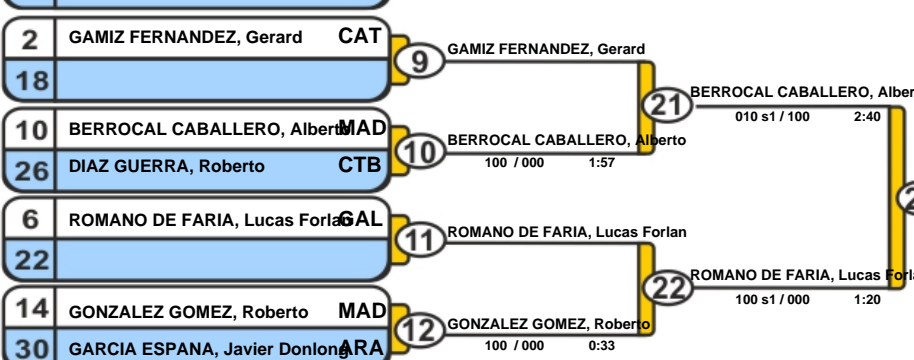 2 GAMIZ FERNANDEZ, Gerard CAT
18
9
GAMIZ FERNANDEZ, Gerard
10 BERROCAL CABALLERO, Alberto MAD
26 DIAZ GUERRA, Roberto CTB
10
BERROCAL CABALLERO, Alberto
100 / 000 1:57
21
BERROCAL CABALLERO, Alber
010 s1 / 100 2:40
6 ROMANO DE FARIA, Lucas Forlan GAL
22
11
ROMANO DE FARIA, Lucas Forlan
14 GONZALEZ GOMEZ, Roberto MAD
30 GARCIA ESPANA, Javier Donlong ARA
12
GONZALEZ GOMEZ, Roberto
100 / 000 0:33
22
ROMANO DE FARIA, Lucas Forla
100 s1 / 000 1:20
2